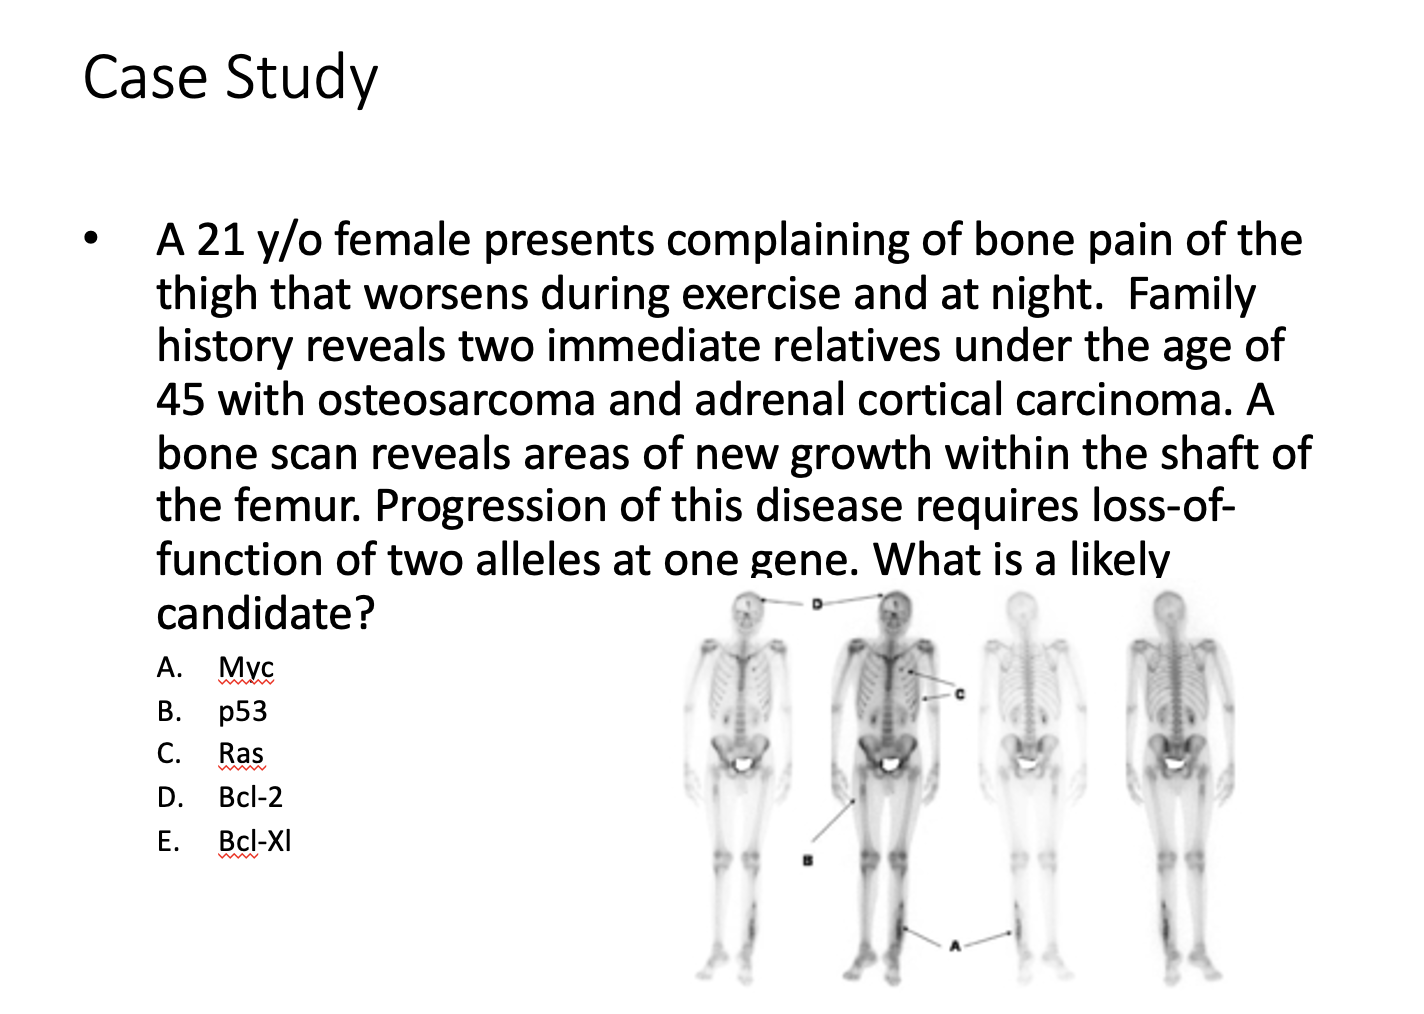 Case Study
• A 21 y/o female presents complaining of bone pain of the
thigh that worsens during exercise and at night.  Family
history reveals two immediate relatives under the age of
45 with osteosarcoma and adrenal cortical carcinoma. A
bone scan reveals areas of new growth within the shaft of
the femur. Progression of this disease requires loss-of-
function of two alleles at one gene. What is a likely
candidate?
A. Myc
B. p53
C. Ras
D. Bcl-2
E. Bcl-Xl
D
C
B
A